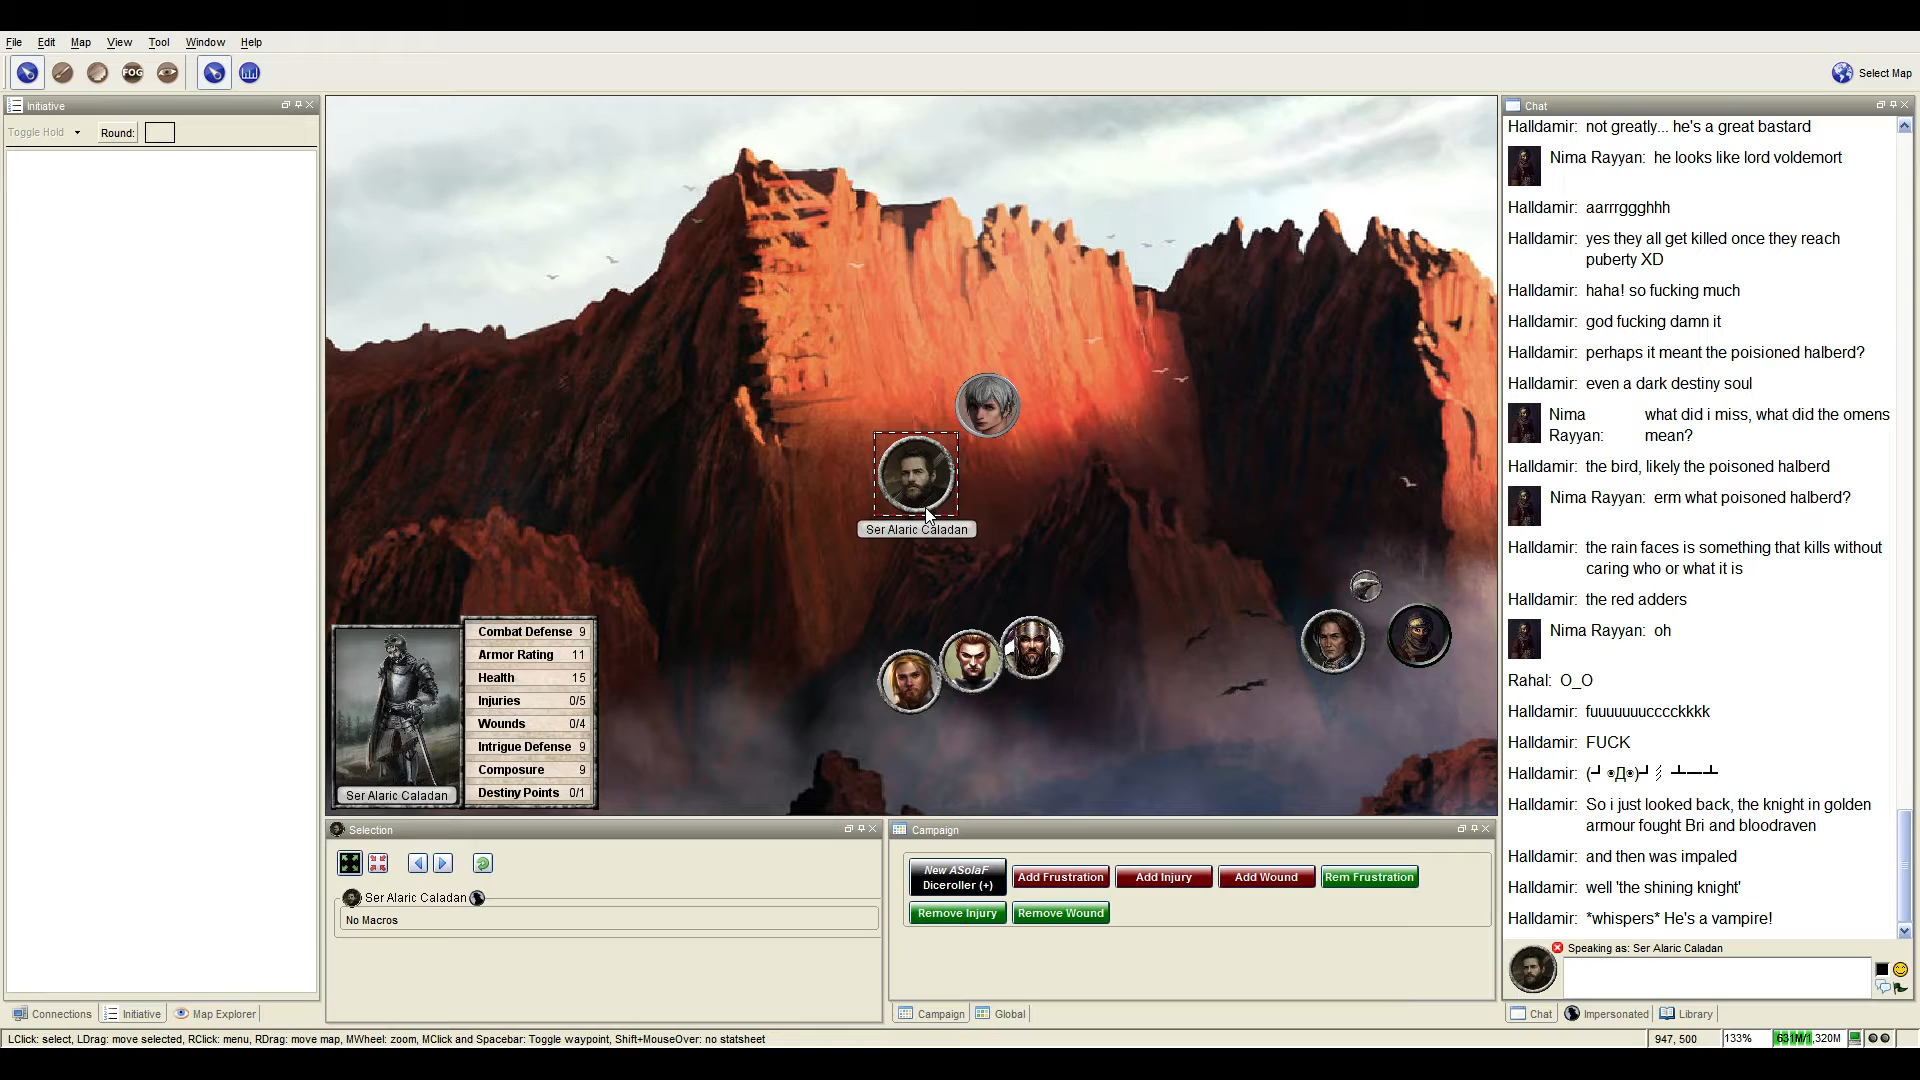 File Edit Map View Tool Window Help
FOG
Select Map
Initiative
Toggle Hold Round:
Ser Alaric Caladan
Combat Defense 9
Armor Rating 11
Health 15
Injuries 0/5
Wounds 0/4
Intrigue Defense 9
Composure 9
Destiny Points 0/1
Ser Alaric Caladan
Selection
Ser Alaric Caladan
No Macros
Campaign
New ASoIaF
Diceroller (+)
Add Frustration Add Injury Add Wound Rem Frustration
Remove Injury Remove Wound
Chat
Halldamir: not greatly... he's a great bastard
Nima Rayyan: he looks like lord voldemort
Halldamir: aarrrggghhh
Halldamir: yes they all get killed once they reach
puberty XD
Halldamir: haha! so fucking much
Halldamir: god fucking damn it
Halldamir: perhaps it meant the poisioned halberd?
Halldamir: even a dark destiny soul
Nima what did i miss, what did the omens
Rayyan: mean?
Halldamir: the bird, likely the poisoned halberd
Nima Rayyan: erm what poisoned halberd?
Halldamir: the rain faces is something that kills without
caring who or what it is
Halldamir: the red adders
Nima Rayyan: oh
Rahal: O_O
Halldamir: fuuuuuuucccckkkk
Halldamir: FUCK
Halldamir: (┛◉Д◉)┛彡┻━┻
Halldamir: So i just looked back, the knight in golden
armour fought Bri and bloodraven
Halldamir: and then was impaled
Halldamir: well 'the shining knight'
Halldamir: *whispers* He's a vampire!
Speaking as: Ser Alaric Caladan
Connections Initiative Map Explorer
Campaign Global
Chat Impersonated Library
LClick: select, LDrag: move selected, RClick: menu, RDrag: move map, MWheel: zoom, MClick and Spacebar: Toggle waypoint, Shift+MouseOver: no statsheet
947, 500 133% 631M/1,320M